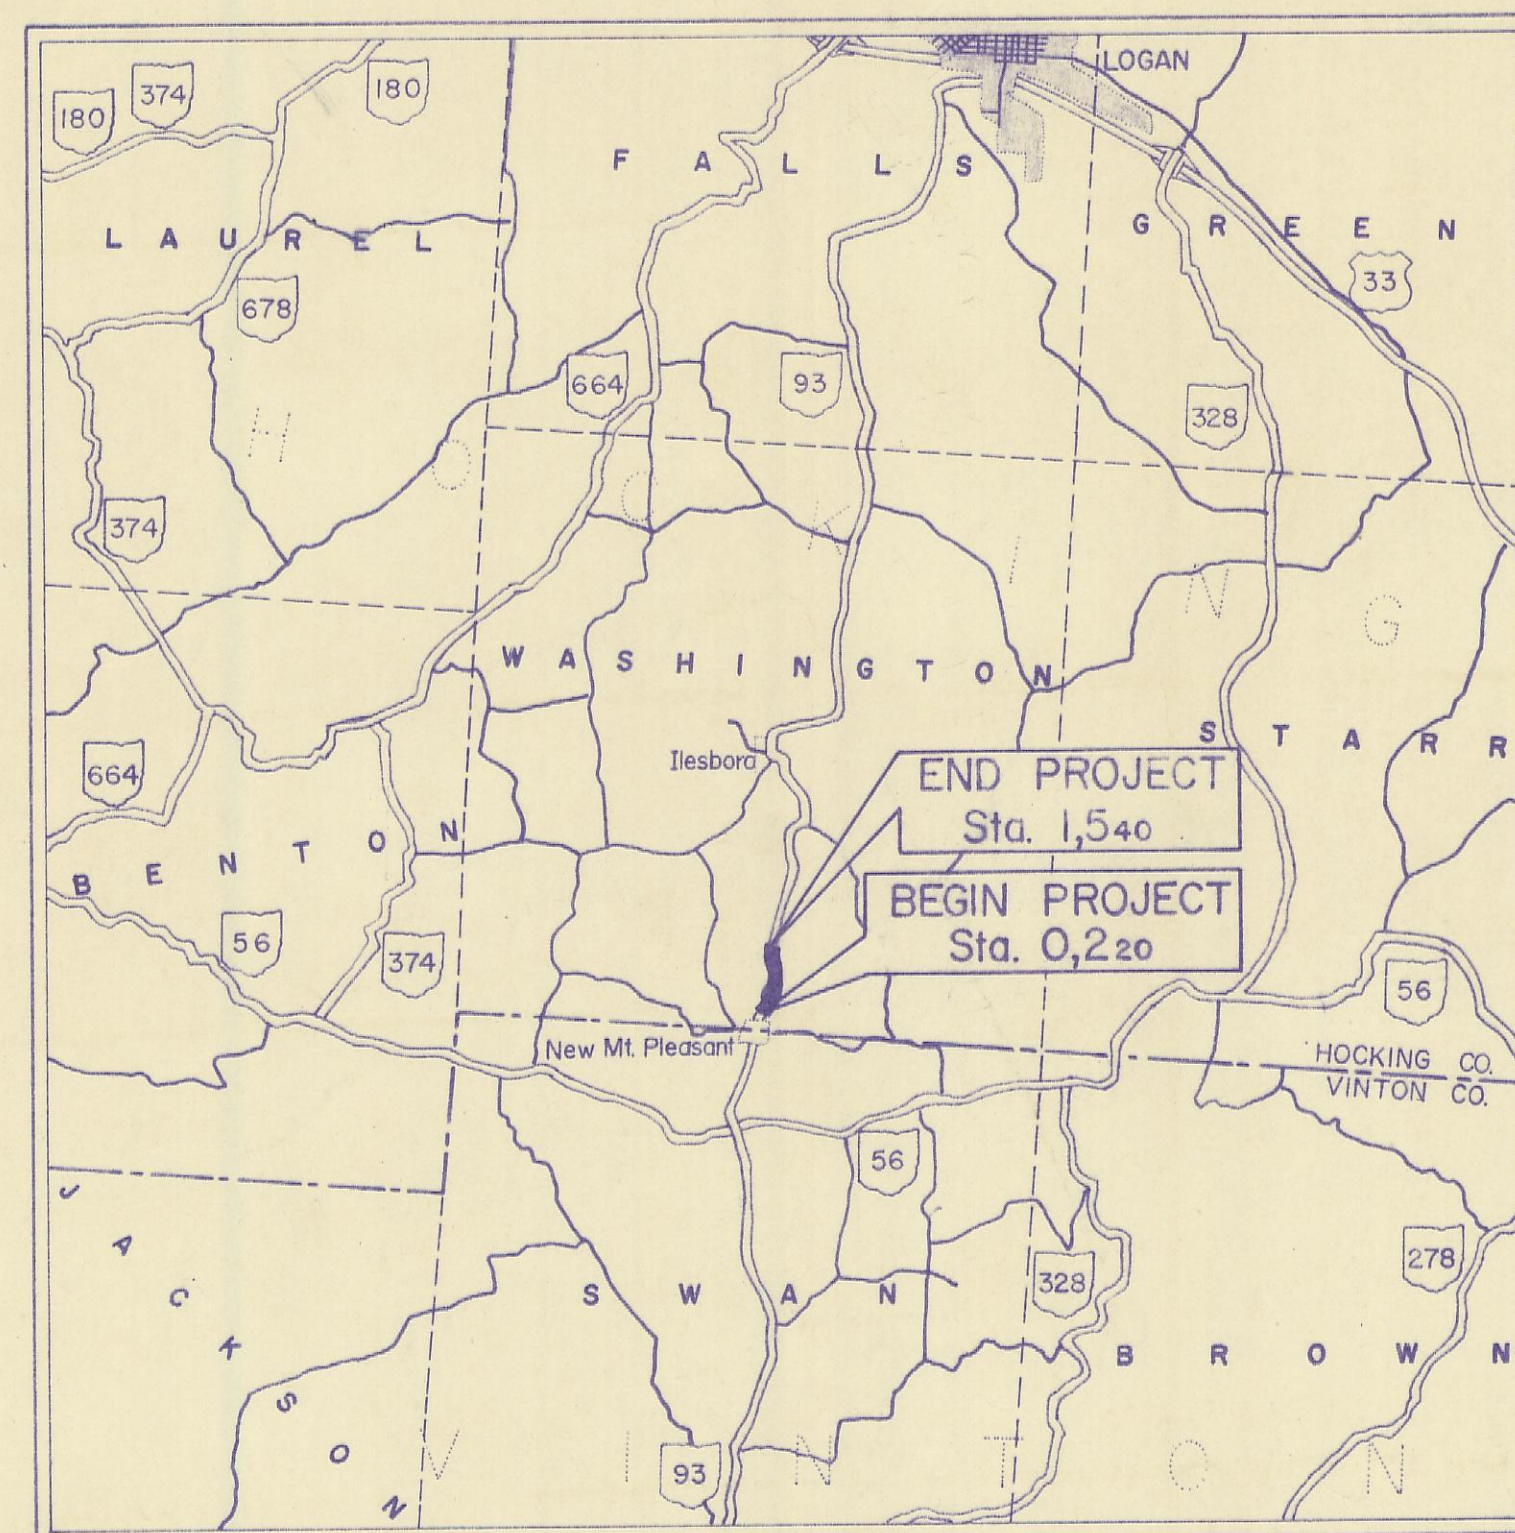 LOGAN
180
374
180
F A L L S
L A U R E L
G R E E N
33
678
664
93
328
H O C K I N G
374
W A S H I N G T O N
S T A R R
Ilesboro
END PROJECT
Sta. 1,540
664
B E N T O N
BEGIN PROJECT
Sta. 0,220
56
374
56
New Mt. Pleasant
HOCKING CO.
VINTON CO.
56
J A C K S O N
328
278
S W A N
B R O W N
V I N T O N
93